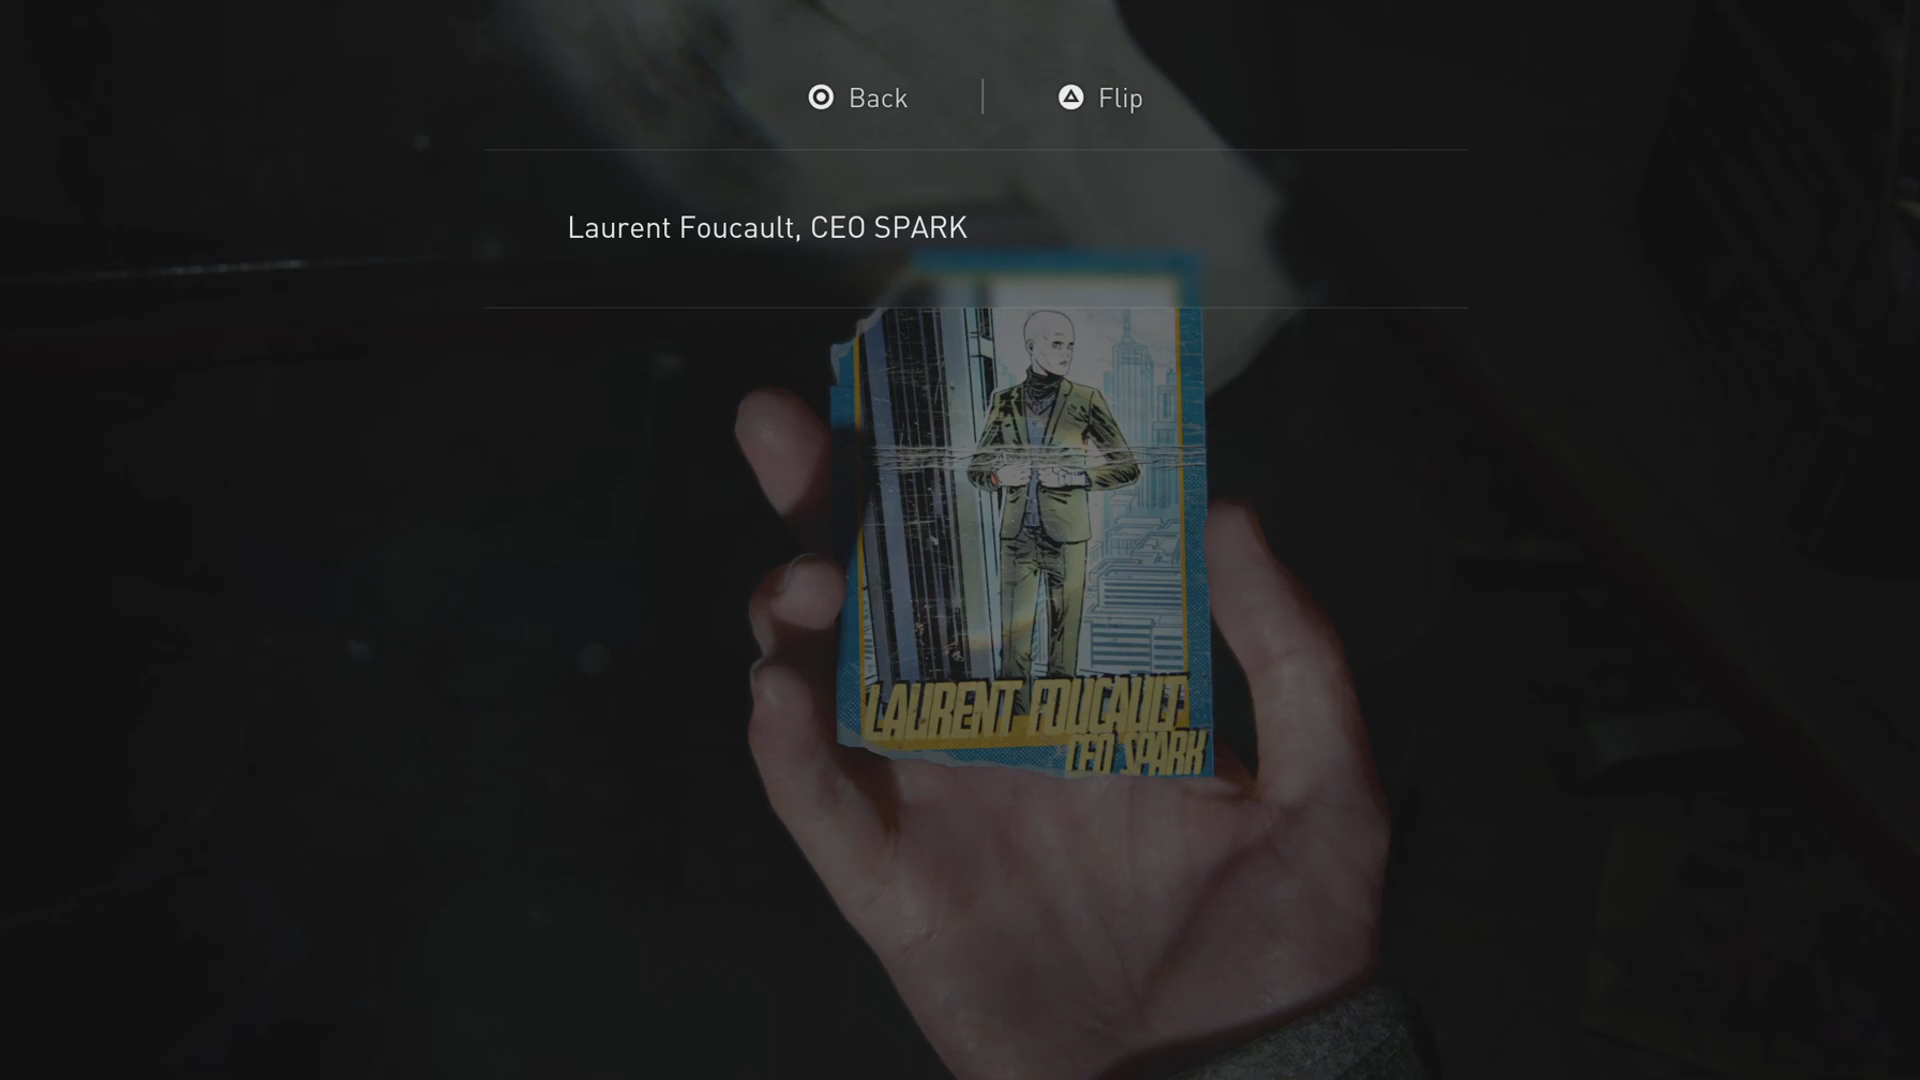 Back
Flip
Laurent Foucault, CEO SPARK
LAURENT FOUCAULT
CEO SPARK